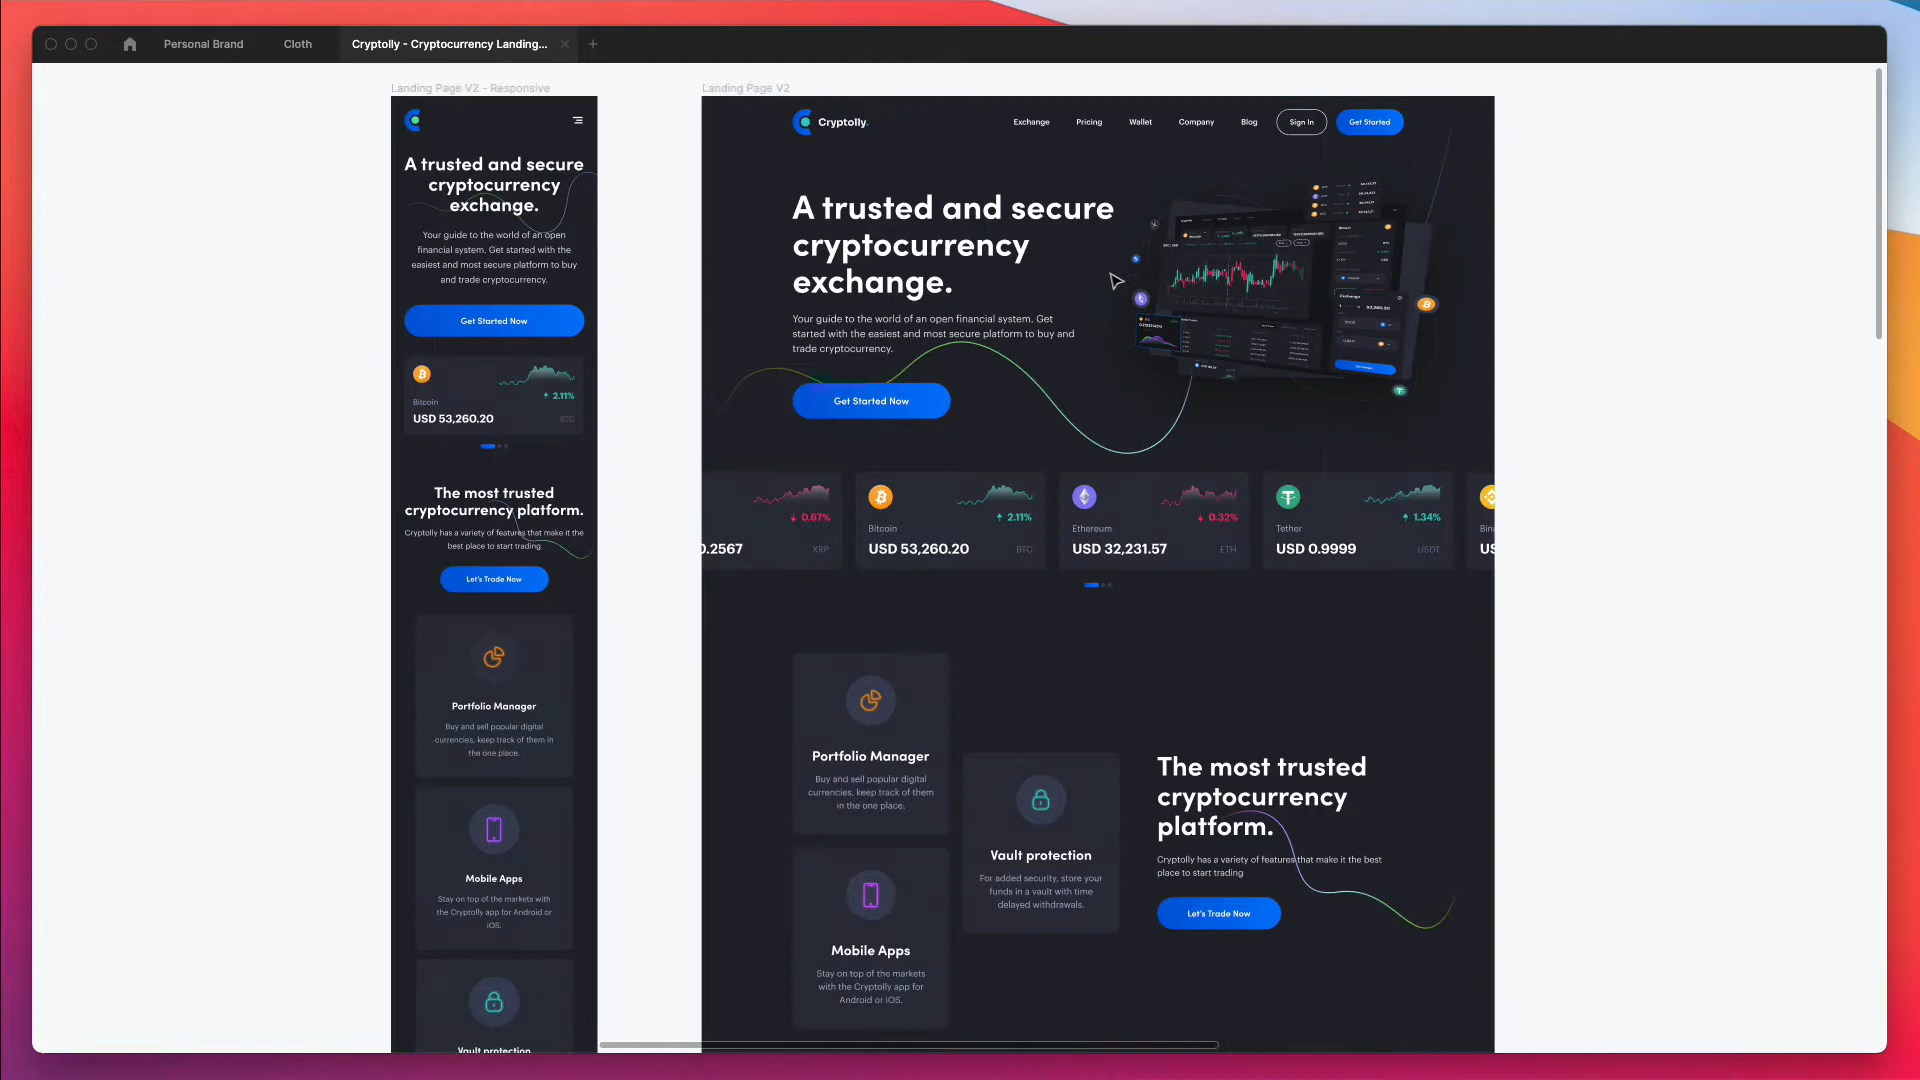 Personal Brand
Cloth
Cryptolly - Cryptocurrency Landing...
Landing Page V2 - Responsive
A trusted and secure
cryptocurrency
exchange.
Your guide to the world of an open
financial system. Get started with the
easiest and most secure platform to buy
and trade cryptocurrency.
Get Started Now
2.11%
Bitcoin
USD 53,260.20
BTC
The most trusted
cryptocurrency platform.
Cryptolly has a variety of features that make it the
best place to start trading
Let's Trade Now
Portfolio Manager
Buy and sell popular digital
currencies, keep track of them in
the one place.
Mobile Apps
Stay on top of the markets with
the Cryptolly app for Android or
iOS.
Vault protection
Landing Page V2
Cryptolly.
Exchange
Pricing
Wallet
Company
Blog
Sign In
Get Started
A trusted and secure
cryptocurrency
exchange.
Your guide to the world of an open financial system. Get
started with the easiest and most secure platform to buy and
trade cryptocurrency.
Get Started Now
0.67%
0.2567
XRP
2.11%
Bitcoin
USD 53,260.20
BTC
0.32%
Ethereum
USD 32,231.57
ETH
1.34%
Tether
USD 0.9999
USDT
Bin
US
Portfolio Manager
Buy and sell popular digital
currencies, keep track of them
in the one place.
Vault protection
For added security, store your
funds in a vault with time
delayed withdrawals.
Mobile Apps
Stay on top of the markets
with the Cryptolly app for
Android or iOS.
The most trusted
cryptocurrency
platform.
Cryptolly has a variety of features that make it the best
place to start trading
Let's Trade Now